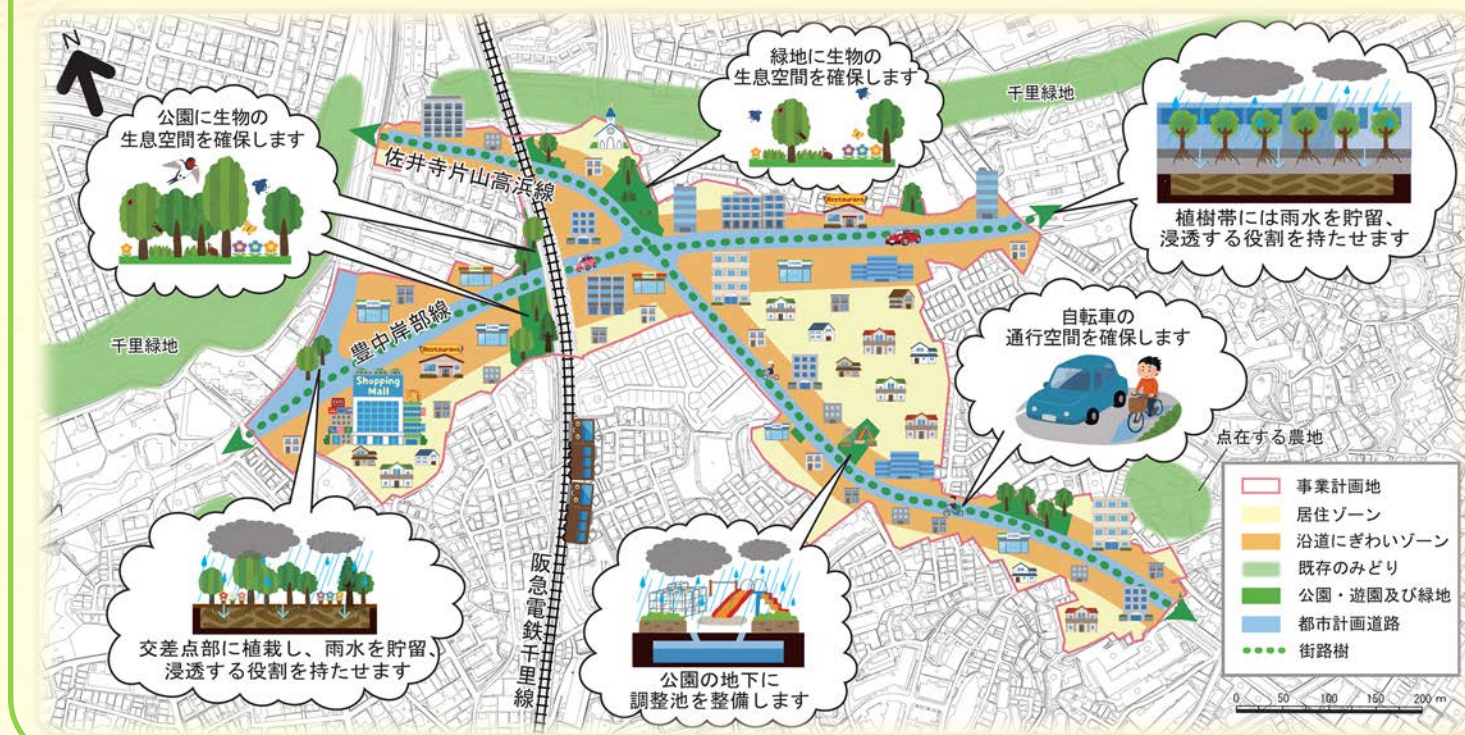 N
公園に生物の
生息空間を確保します
緑地に生物の
生息空間を確保します
千里緑地
植樹帯には雨水を貯留、
浸透する役割を持たせます
佐井寺片山高浜線
Restaurant
豊中岸部線
千里緑地
Restaurant
Shopping
Mall
自転車の
通行空間を確保します
点在する農地
交差点部に植栽し、雨水を貯留、
浸透する役割を持たせます
阪急電鉄千里線
公園の地下に
調整池を整備します
事業計画地
居住ゾーン
沿道にぎわいゾーン
既存のみどり
公園・遊園及び緑地
都市計画道路
街路樹
0 50 100 150 200 m